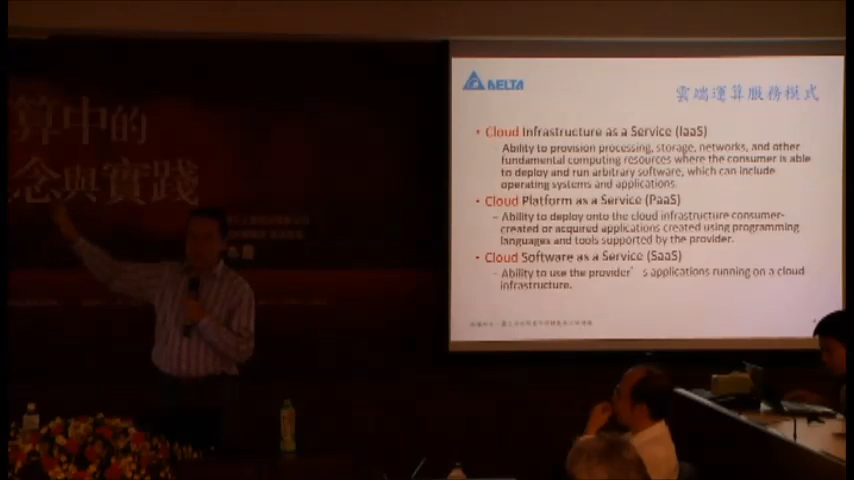 算中的
念與實踐
DELTA
雲端運算服務模式
• Cloud Infrastructure as a Service (IaaS)
– Ability to provision processing, storage, networks, and other
fundamental computing resources where the consumer is able
to deploy and run arbitrary software, which can include
operating systems and applications.
• Cloud Platform as a Service (PaaS)
– Ability to deploy onto the cloud infrastructure consumer-
created or acquired applications created using programming
languages and tools supported by the provider.
• Cloud Software as a Service (SaaS)
– Ability to use the provider's applications running on a cloud
infrastructure.